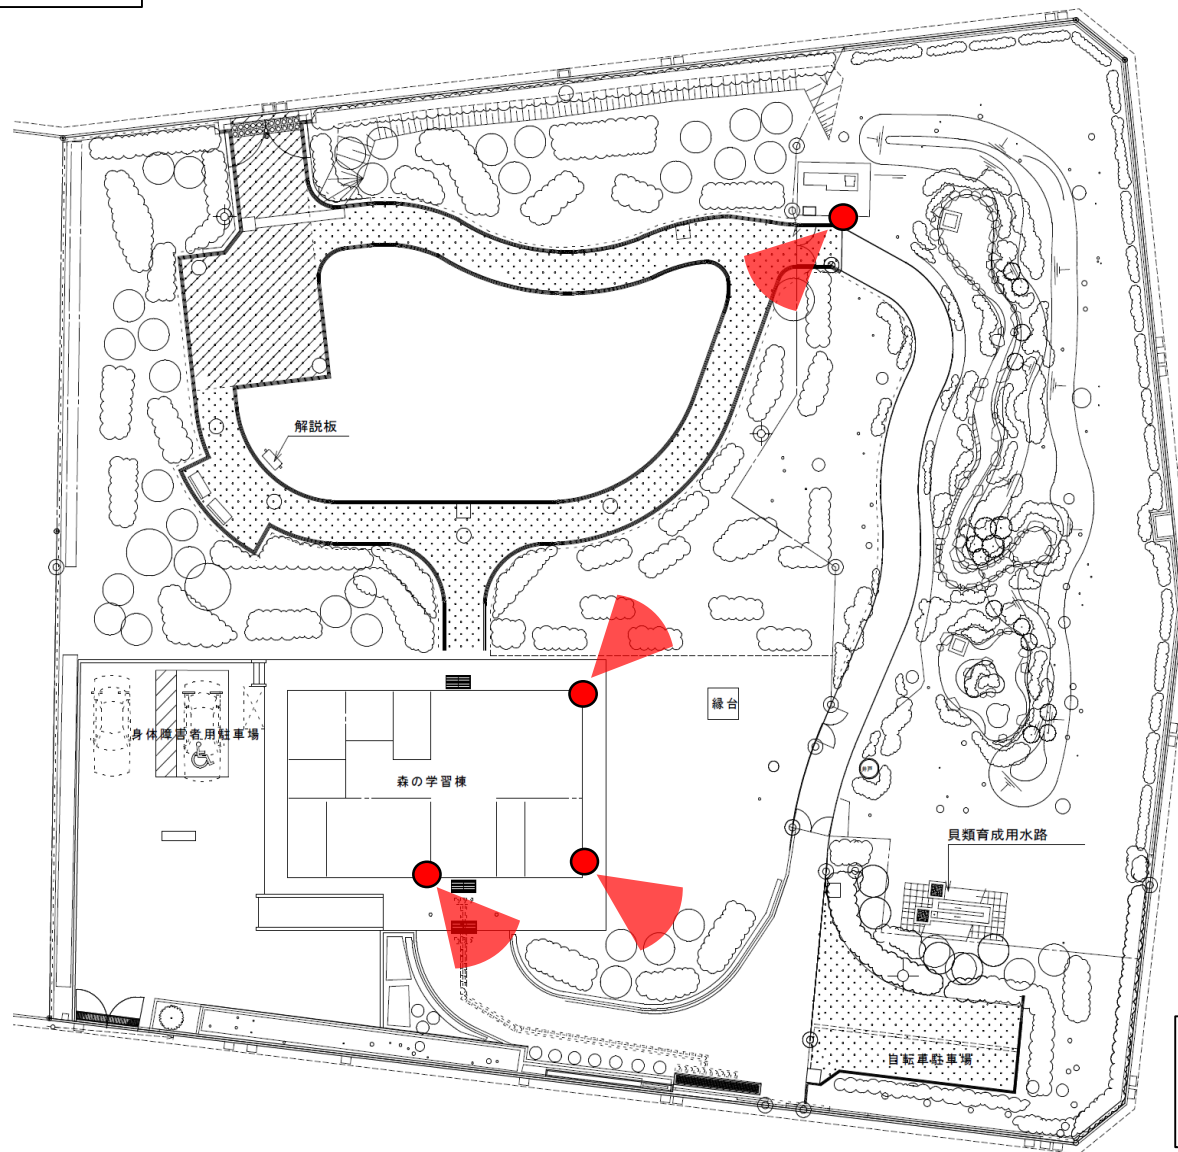 解説板
縁台
身体障害者用駐車場
森の学習棟
貝類育成用水路
自転車駐車場